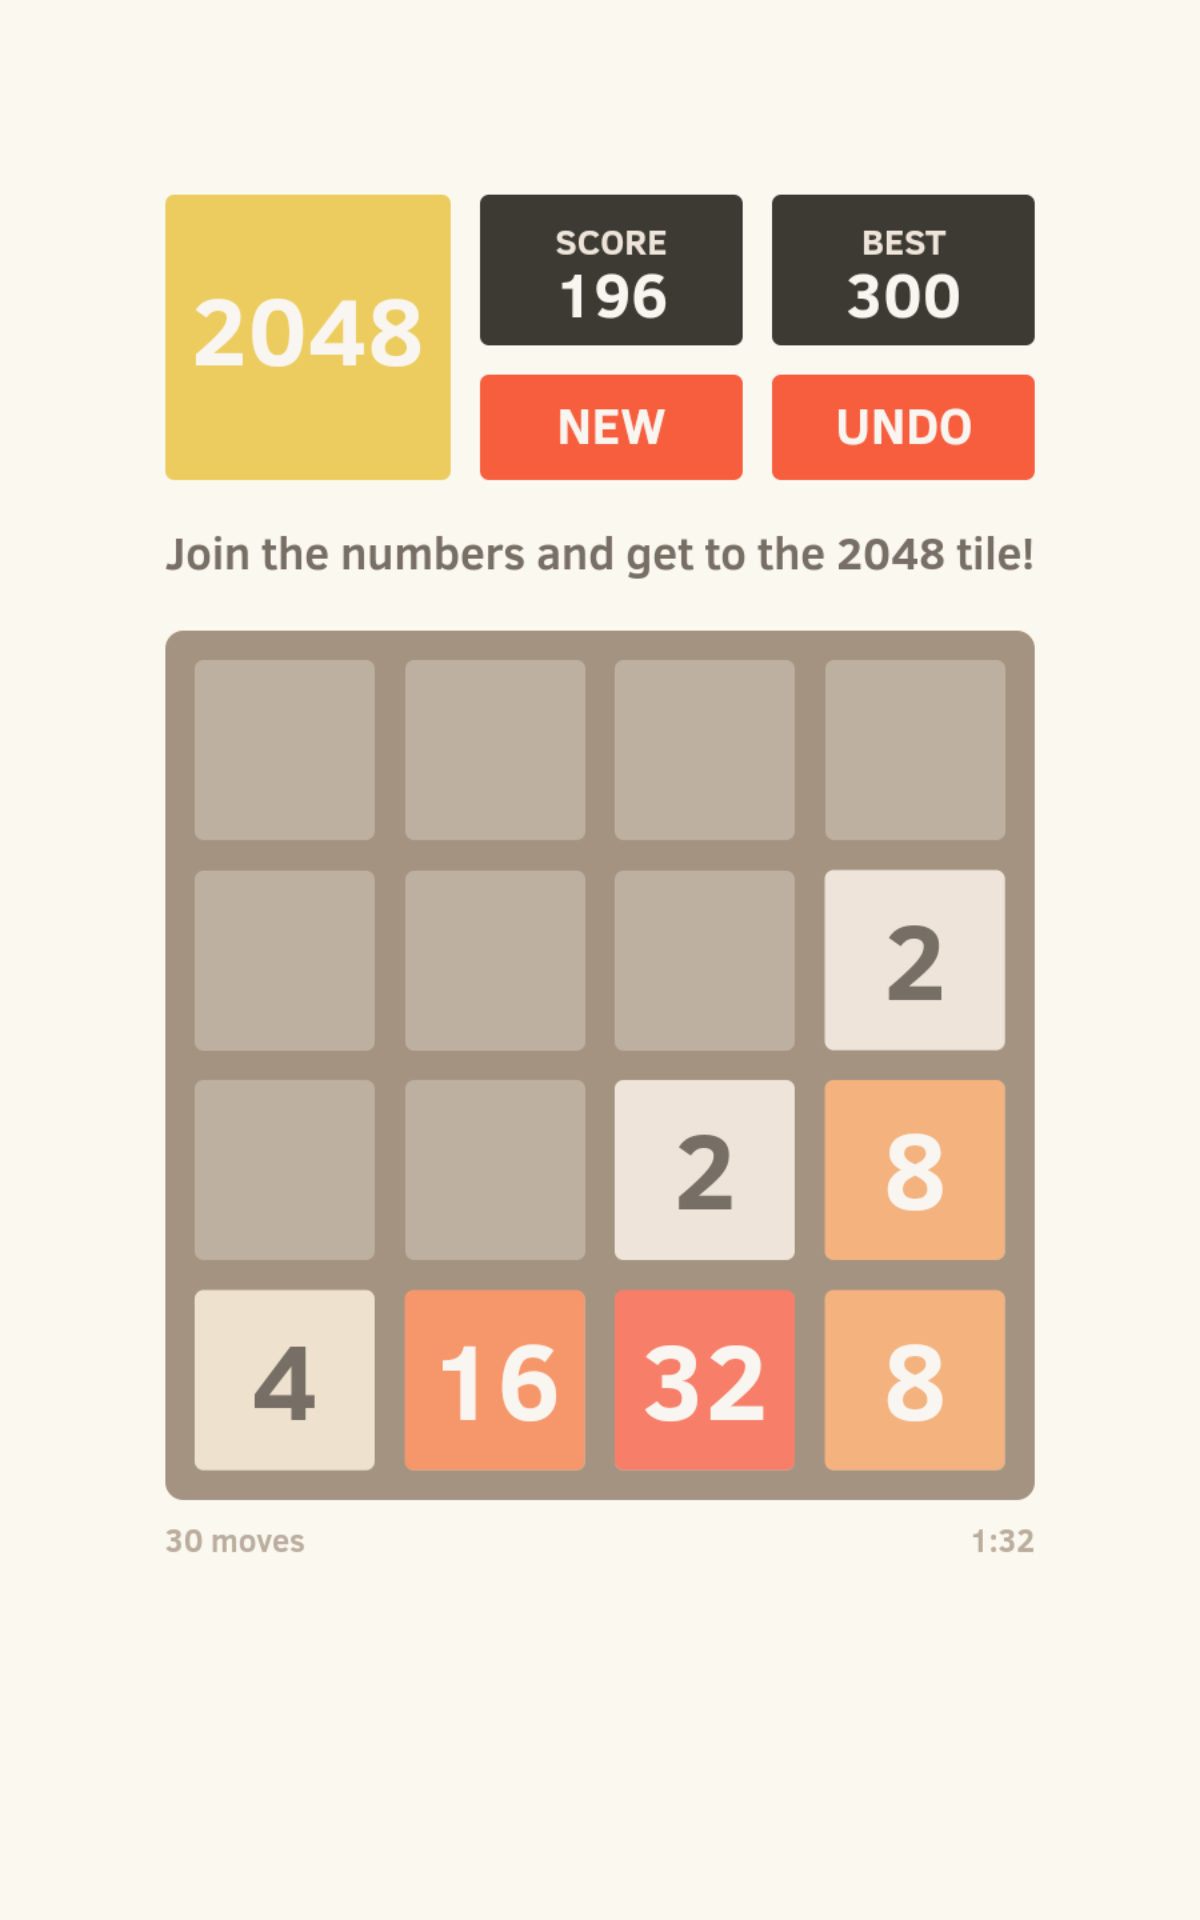 2048
SCORE
196
BEST
300
NEW
UNDO
Join the numbers and get to the 2048 tile!
2
2 8
4 16 32 8
30 moves 1:32